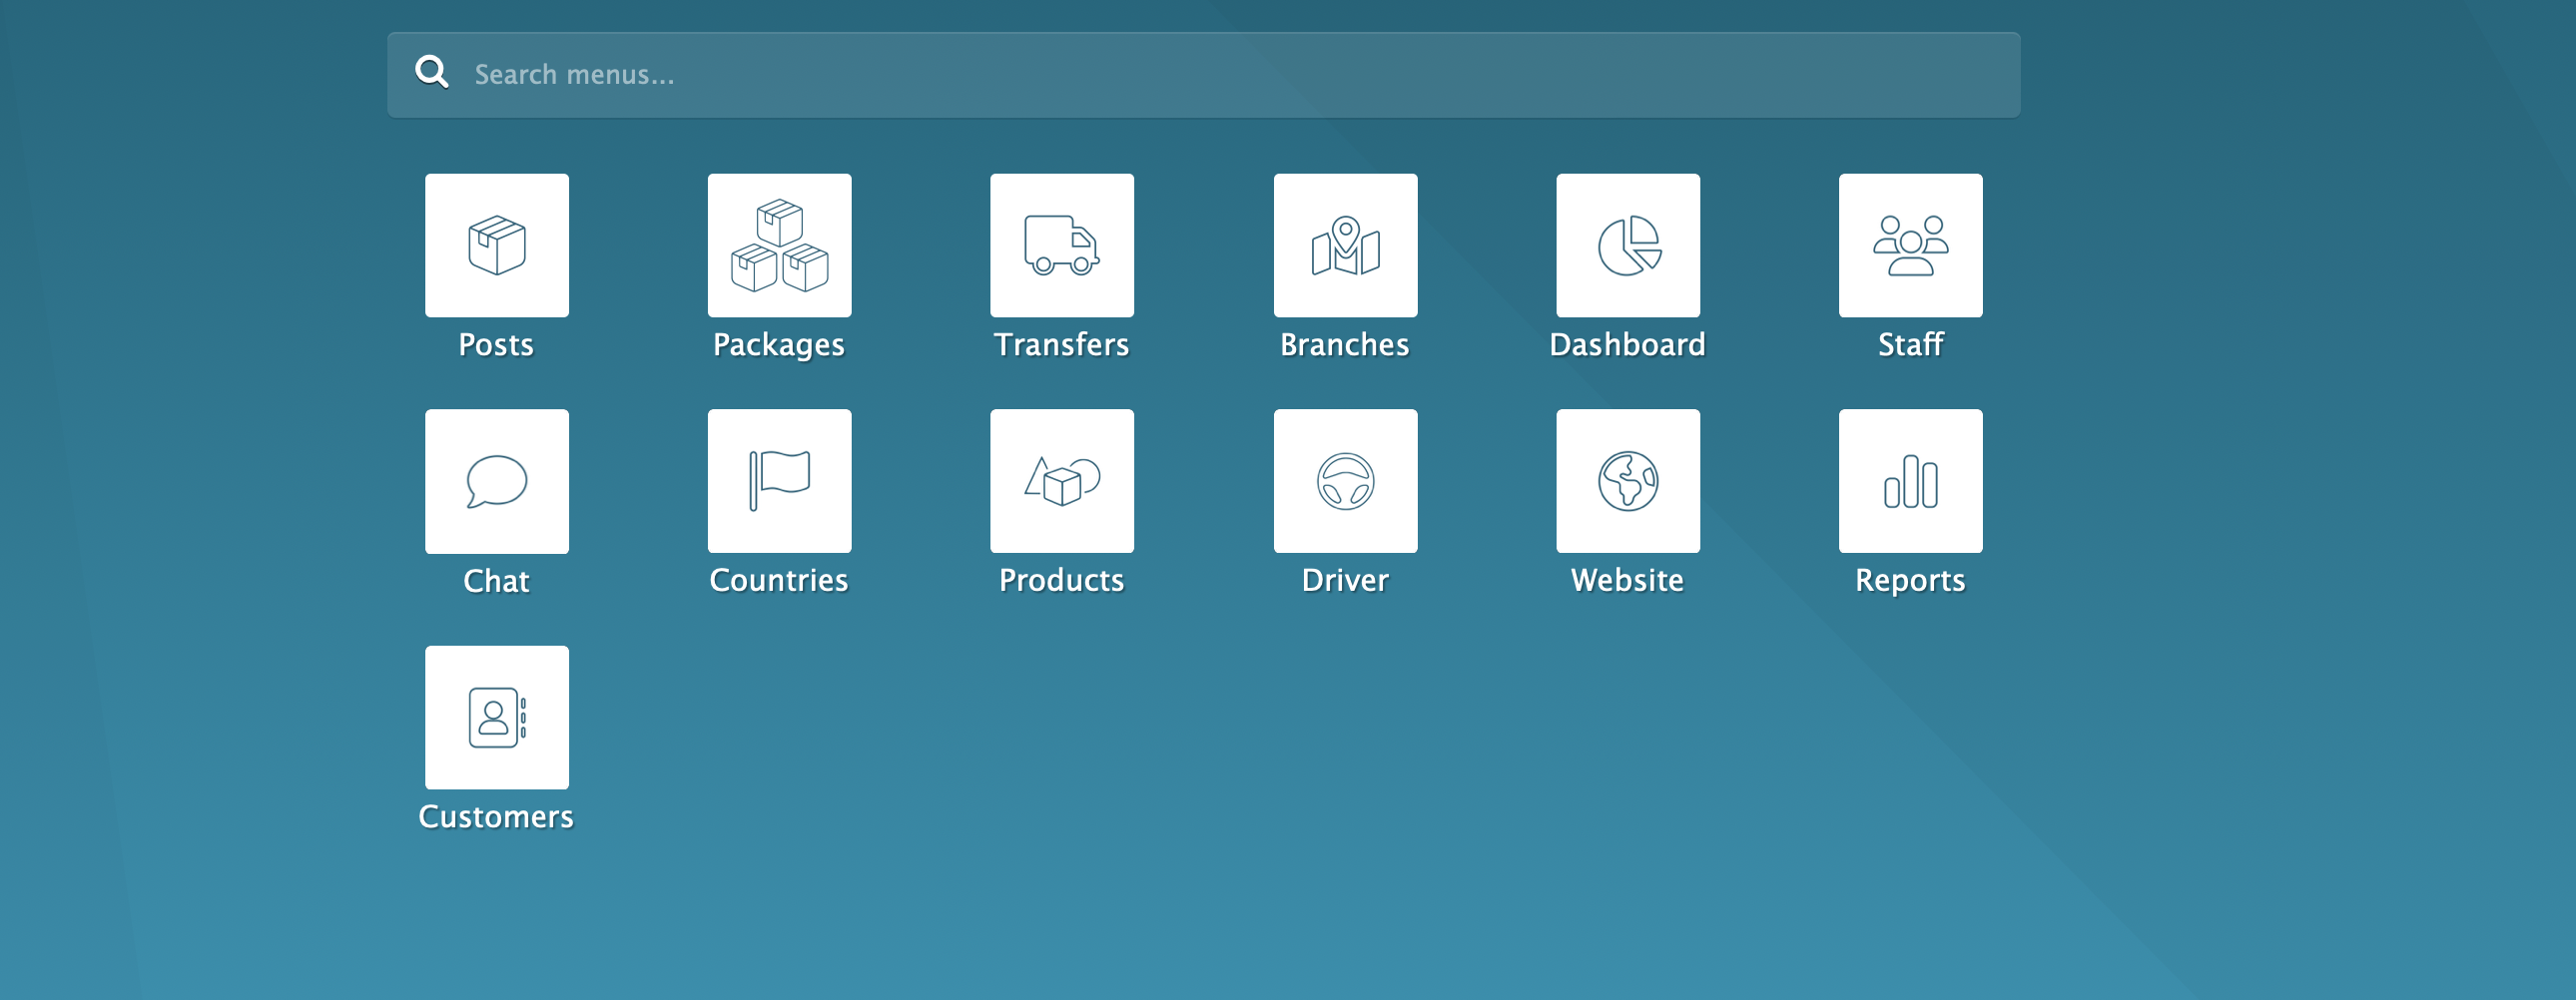 Search menus...
Posts
Packages
Transfers
Branches
Dashboard
Staff
Chat
Countries
Products
Driver
Website
Reports
Customers